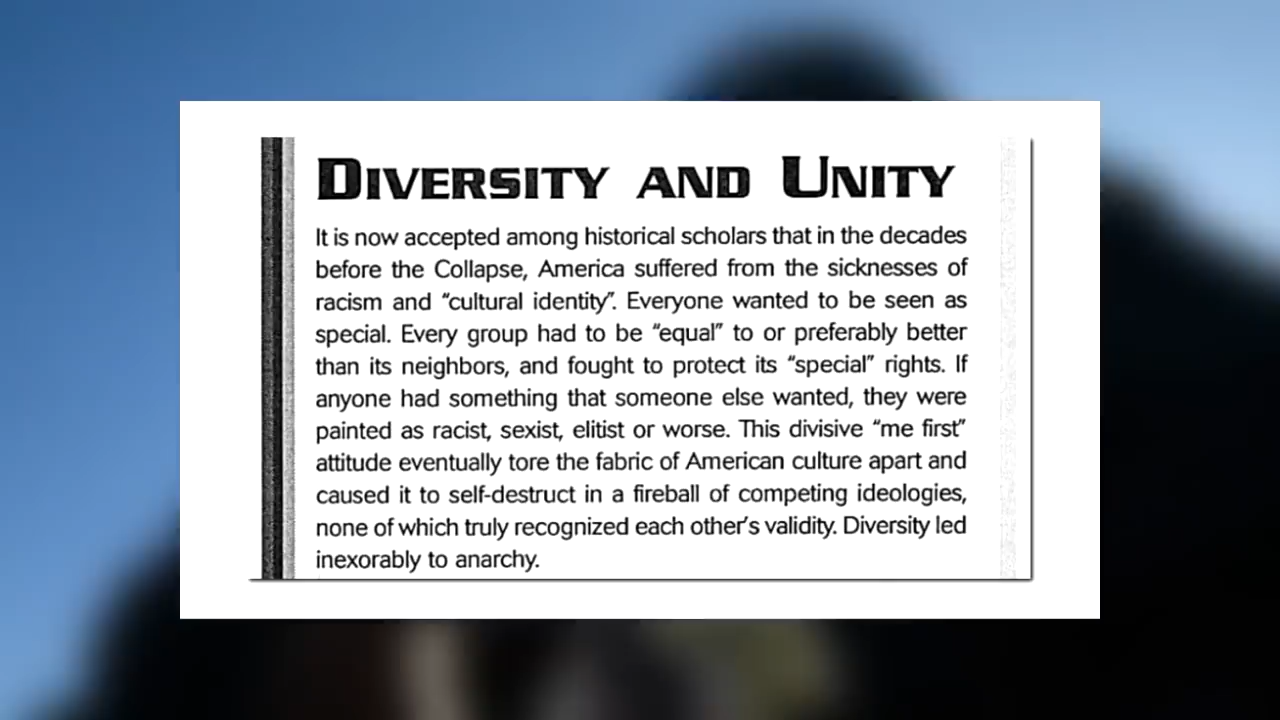 DIVERSITY AND UNITY
It is now accepted among historical scholars that in the decades
before the Collapse, America suffered from the sicknesses of
racism and “cultural identity”. Everyone wanted to be seen as
special. Every group had to be “equal” to or preferably better
than its neighbors, and fought to protect its “special” rights. If
anyone had something that someone else wanted, they were
painted as racist, sexist, elitist or worse. This divisive “me first”
attitude eventually tore the fabric of American culture apart and
caused it to self-destruct in a fireball of competing ideologies,
none of which truly recognized each other’s validity. Diversity led
inexorably to anarchy.